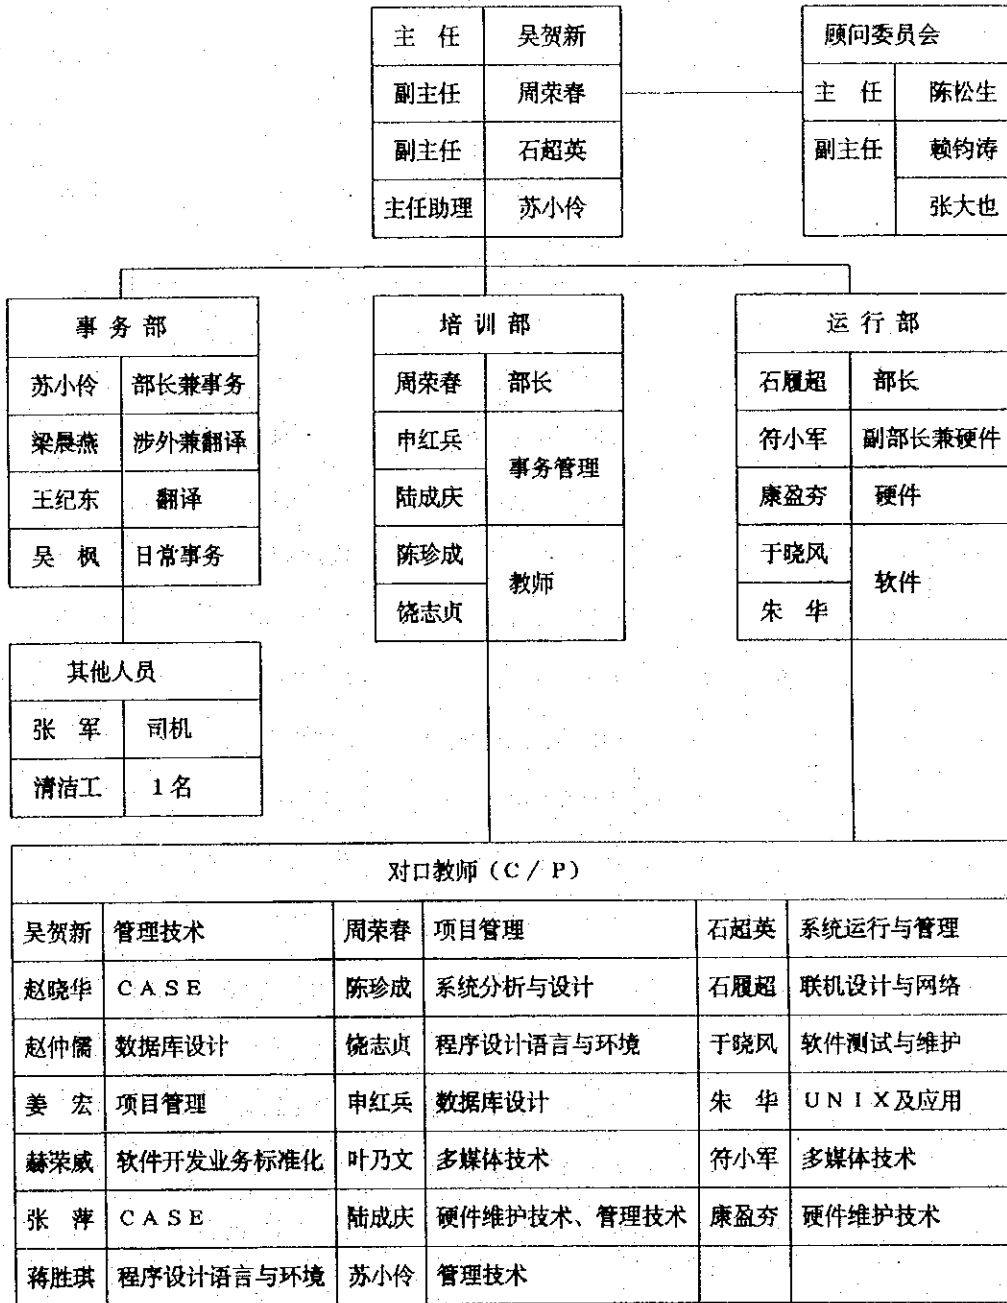 主 任 吴贺新
副主任 周荣春
副主任 石超英
主任助理 苏小伶
顾问委员会
主 任 陈松生
副主任 赖钧涛
张大也
事 务 部
苏小伶 部长兼事务
梁晨燕 涉外兼翻译
王纪东 翻译
吴 枫 日常事务
其他人员
张 军 司机
清洁工 1名
培 训 部
周荣春 部长
申红兵 事务管理
陆成庆
陈珍成 教师
饶志贞
运 行 部
石履超 部长
符小军 副部长兼硬件
康盈夯 硬件
于晓风 软件
朱 华
对口教师(C/P)
吴贺新 管理技术 周荣春 项目管理 石超英 系统运行与管理
赵晓华 CASE 陈珍成 系统分析与设计 石履超 联机设计与网络
赵仲儒 数据库设计 饶志贞 程序设计语言与环境 于晓风 软件测试与维护
姜 宏 项目管理 申红兵 数据库设计 朱 华 UNIX及应用
赫荣威 软件开发业务标准化 叶乃文 多媒体技术 符小军 多媒体技术
张 萍 CASE 陆成庆 硬件维护技术、管理技术 康盈夯 硬件维护技术
蒋胜琪 程序设计语言与环境 苏小伶 管理技术